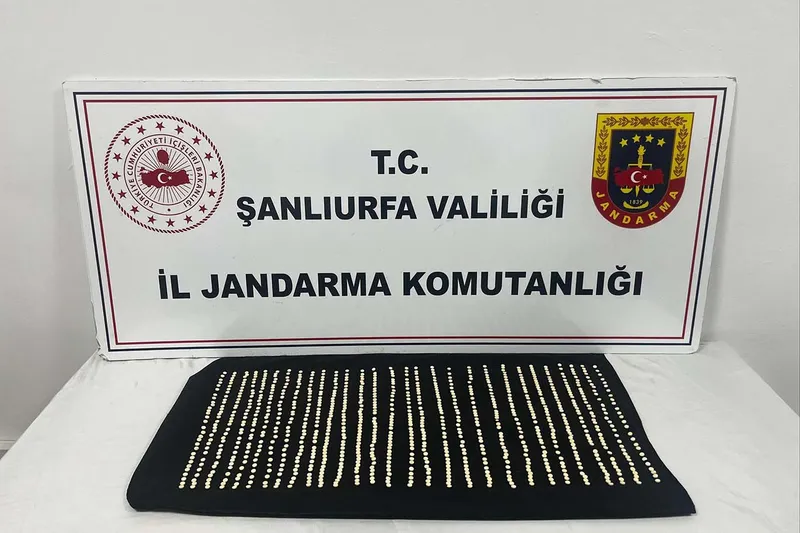 T.C.
ŞANLIURFA VALİLİĞİ
İL JANDARMA KOMUTANLIĞI
TÜRKİYE CUMHURİYETİ İÇİŞLERİ BAKANLIĞI
1839
JANDARMA